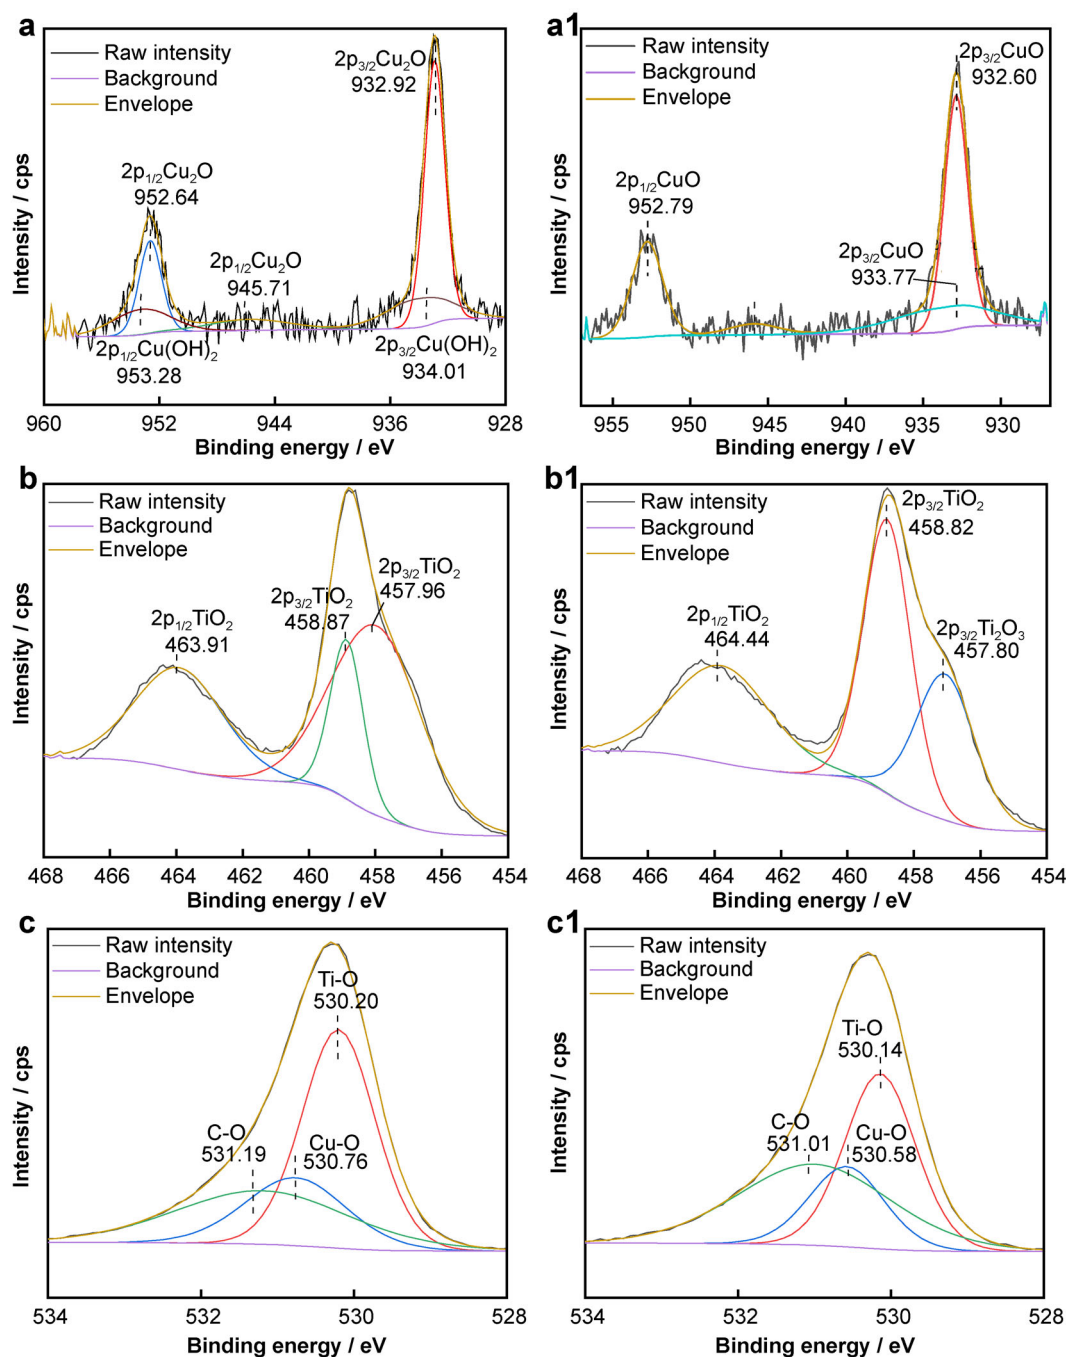 a
Raw intensity
Background
Envelope
2p3/2Cu2O
932.92
2p1/2Cu2O
952.64
2p1/2Cu2O
945.71
2p1/2Cu(OH)2
953.28
2p3/2Cu(OH)2
934.01
Intensity / cps
960 952 944 936 928
Binding energy / eV
a1
Raw intensity
Background
Envelope
2p3/2CuO
932.60
2p1/2CuO
952.79
2p3/2CuO
933.77
Intensity / cps
955 950 945 940 935 930
Binding energy / eV
b
Raw intensity
Background
Envelope
2p3/2TiO2
457.96
2p3/2TiO2
458.87
2p1/2TiO2
463.91
Intensity / cps
468 466 464 462 460 458 456 454
Binding energy / eV
b1
Raw intensity
Background
Envelope
2p3/2TiO2
458.82
2p1/2TiO2
464.44
2p3/2Ti2O3
457.80
Intensity / cps
468 466 464 462 460 458 456 454
Binding energy / eV
c
Raw intensity
Background
Envelope
Ti-O
530.20
C-O
531.19
Cu-O
530.76
Intensity / cps
534 532 530 528
Binding energy / eV
c1
Raw intensity
Background
Envelope
Ti-O
530.14
C-O
531.01
Cu-O
530.58
Intensity / cps
534 532 530 528
Binding energy / eV